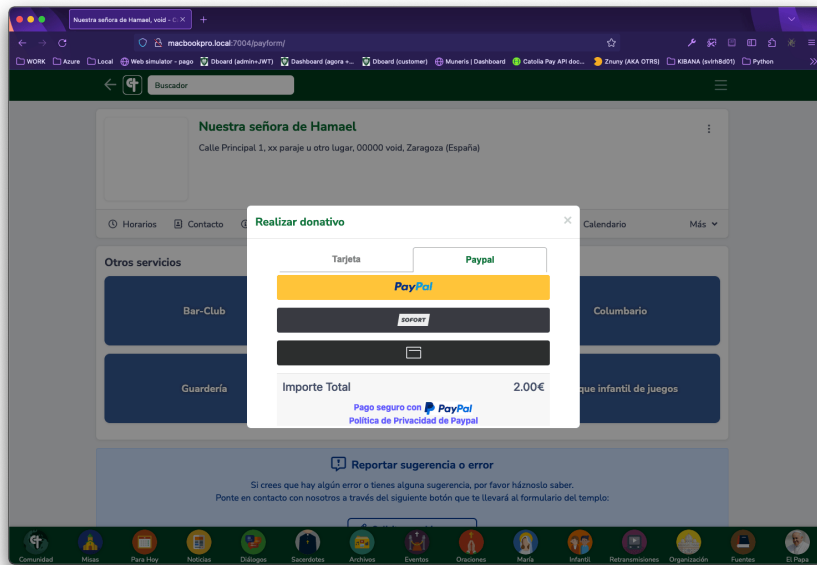 Nuestra señora de Hamael, void - C
macbookpro.local:7004/payform/
WORK Azure Local Web simulator - pago Dboard (admin+JWT) Dashboard (agora +... Dboard (customer) Muneris | Dashboard Catolia Pay API doc... Znuny (AKA OTRS) KIBANA (svlrh8d01) Python
Buscador
Nuestra señora de Hamael
Calle Principal 1, xx paraje u otro lugar, 00000 void, Zaragoza (España)
Horarios Contacto Calendario Más
Realizar donativo
Tarjeta Paypal
PayPal
SOFORT
Importe Total 2.00€
Pago seguro con PayPal
Política de Privacidad de Paypal
Otros servicios
Bar-Club Columbario
Guardería que infantil de juegos
Reportar sugerencia o error
Si crees que hay algún error o tienes alguna sugerencia, por favor háznoslo saber.
Ponte en contacto con nosotros a través del siguiente botón que te llevará al formulario del templo:
Comunidad Misas Para Hoy Noticias Diálogos Sacerdotes Archivos Eventos Oraciones María Infantil Retransmisiones Organización Fuentes El Papa